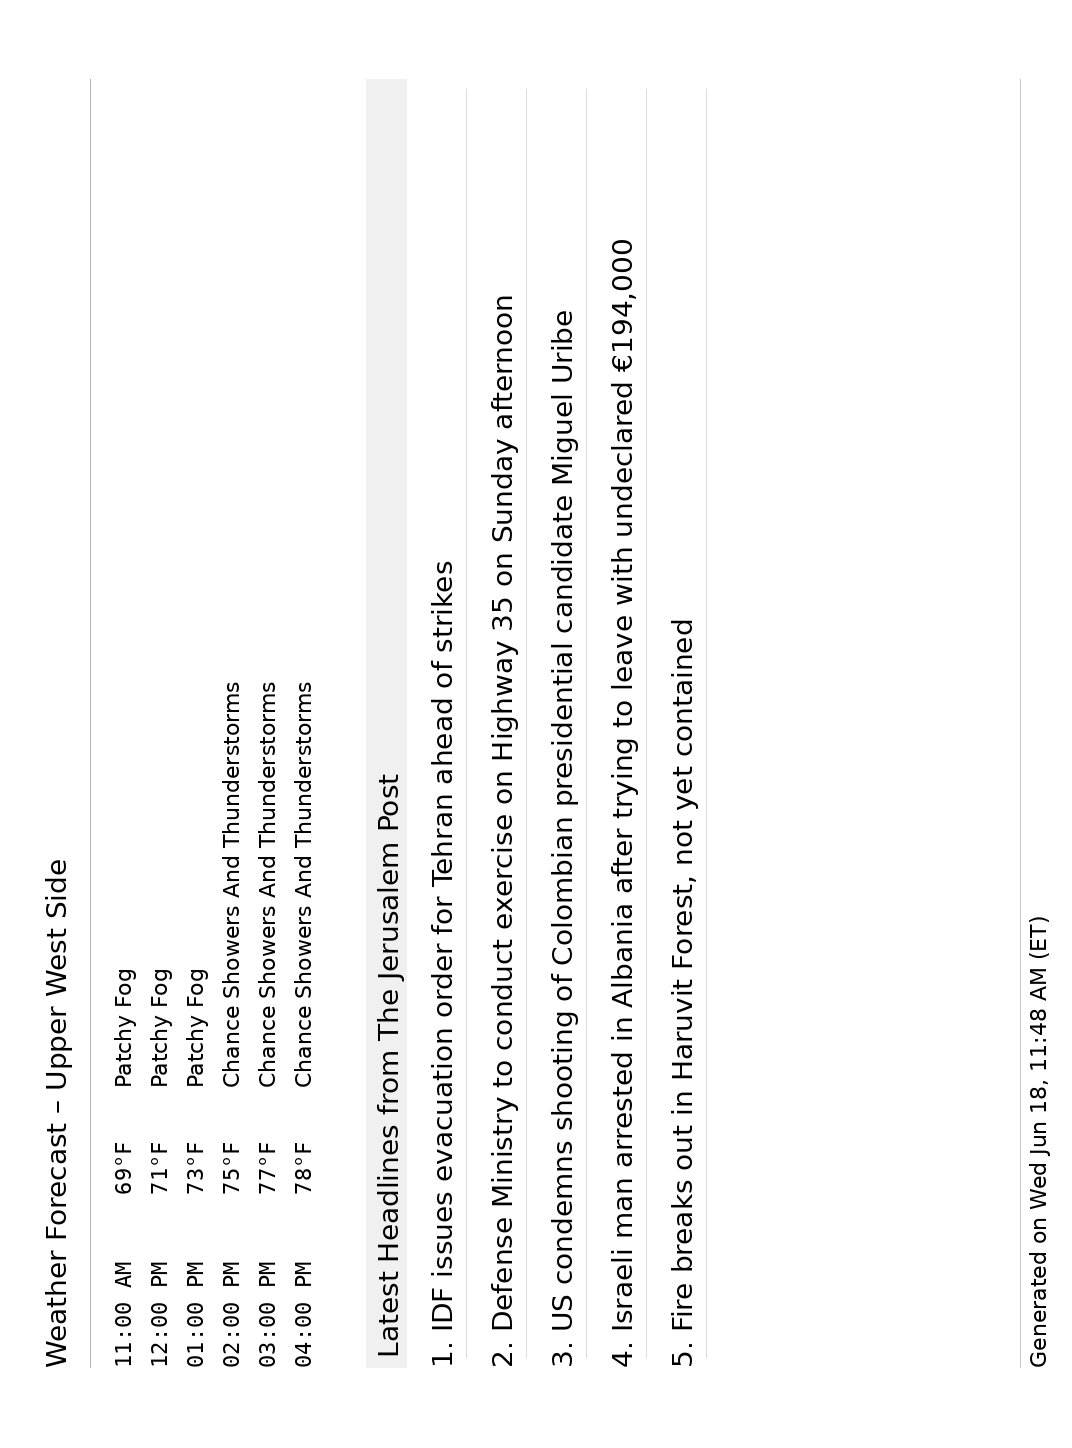 Weather Forecast – Upper West Side
11:00 AM 69°F Patchy Fog
12:00 PM 71°F Patchy Fog
01:00 PM 73°F Patchy Fog
02:00 PM 75°F Chance Showers And Thunderstorms
03:00 PM 77°F Chance Showers And Thunderstorms
04:00 PM 78°F Chance Showers And Thunderstorms
Latest Headlines from The Jerusalem Post
1. IDF issues evacuation order for Tehran ahead of strikes
2. Defense Ministry to conduct exercise on Highway 35 on Sunday afternoon
3. US condemns shooting of Colombian presidential candidate Miguel Uribe
4. Israeli man arrested in Albania after trying to leave with undeclared €194,000
5. Fire breaks out in Haruvit Forest, not yet contained
Generated on Wed Jun 18, 11:48 AM (ET)